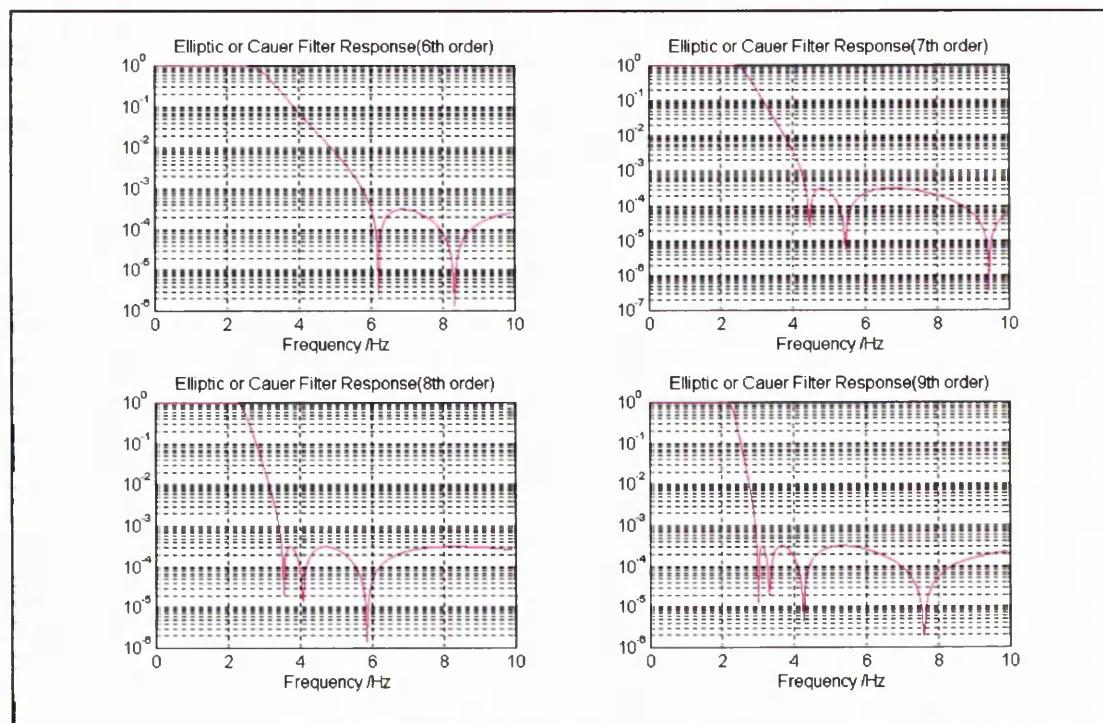 Elliptic or Cauer Filter Response(6th order)
10^0
10^-1
10^-2
10^-3
10^-4
10^-5
10^-6
0 2 4 6 8 10
Frequency /Hz
Elliptic or Cauer Filter Response(7th order)
10^0
10^-1
10^-2
10^-3
10^-4
10^-5
10^-6
10^-7
0 2 4 6 8 10
Frequency /Hz
Elliptic or Cauer Filter Response(8th order)
10^0
10^-1
10^-2
10^-3
10^-4
10^-5
10^-6
0 2 4 6 8 10
Frequency /Hz
Elliptic or Cauer Filter Response(9th order)
10^0
10^-1
10^-2
10^-3
10^-4
10^-5
10^-6
0 2 4 6 8 10
Frequency /Hz